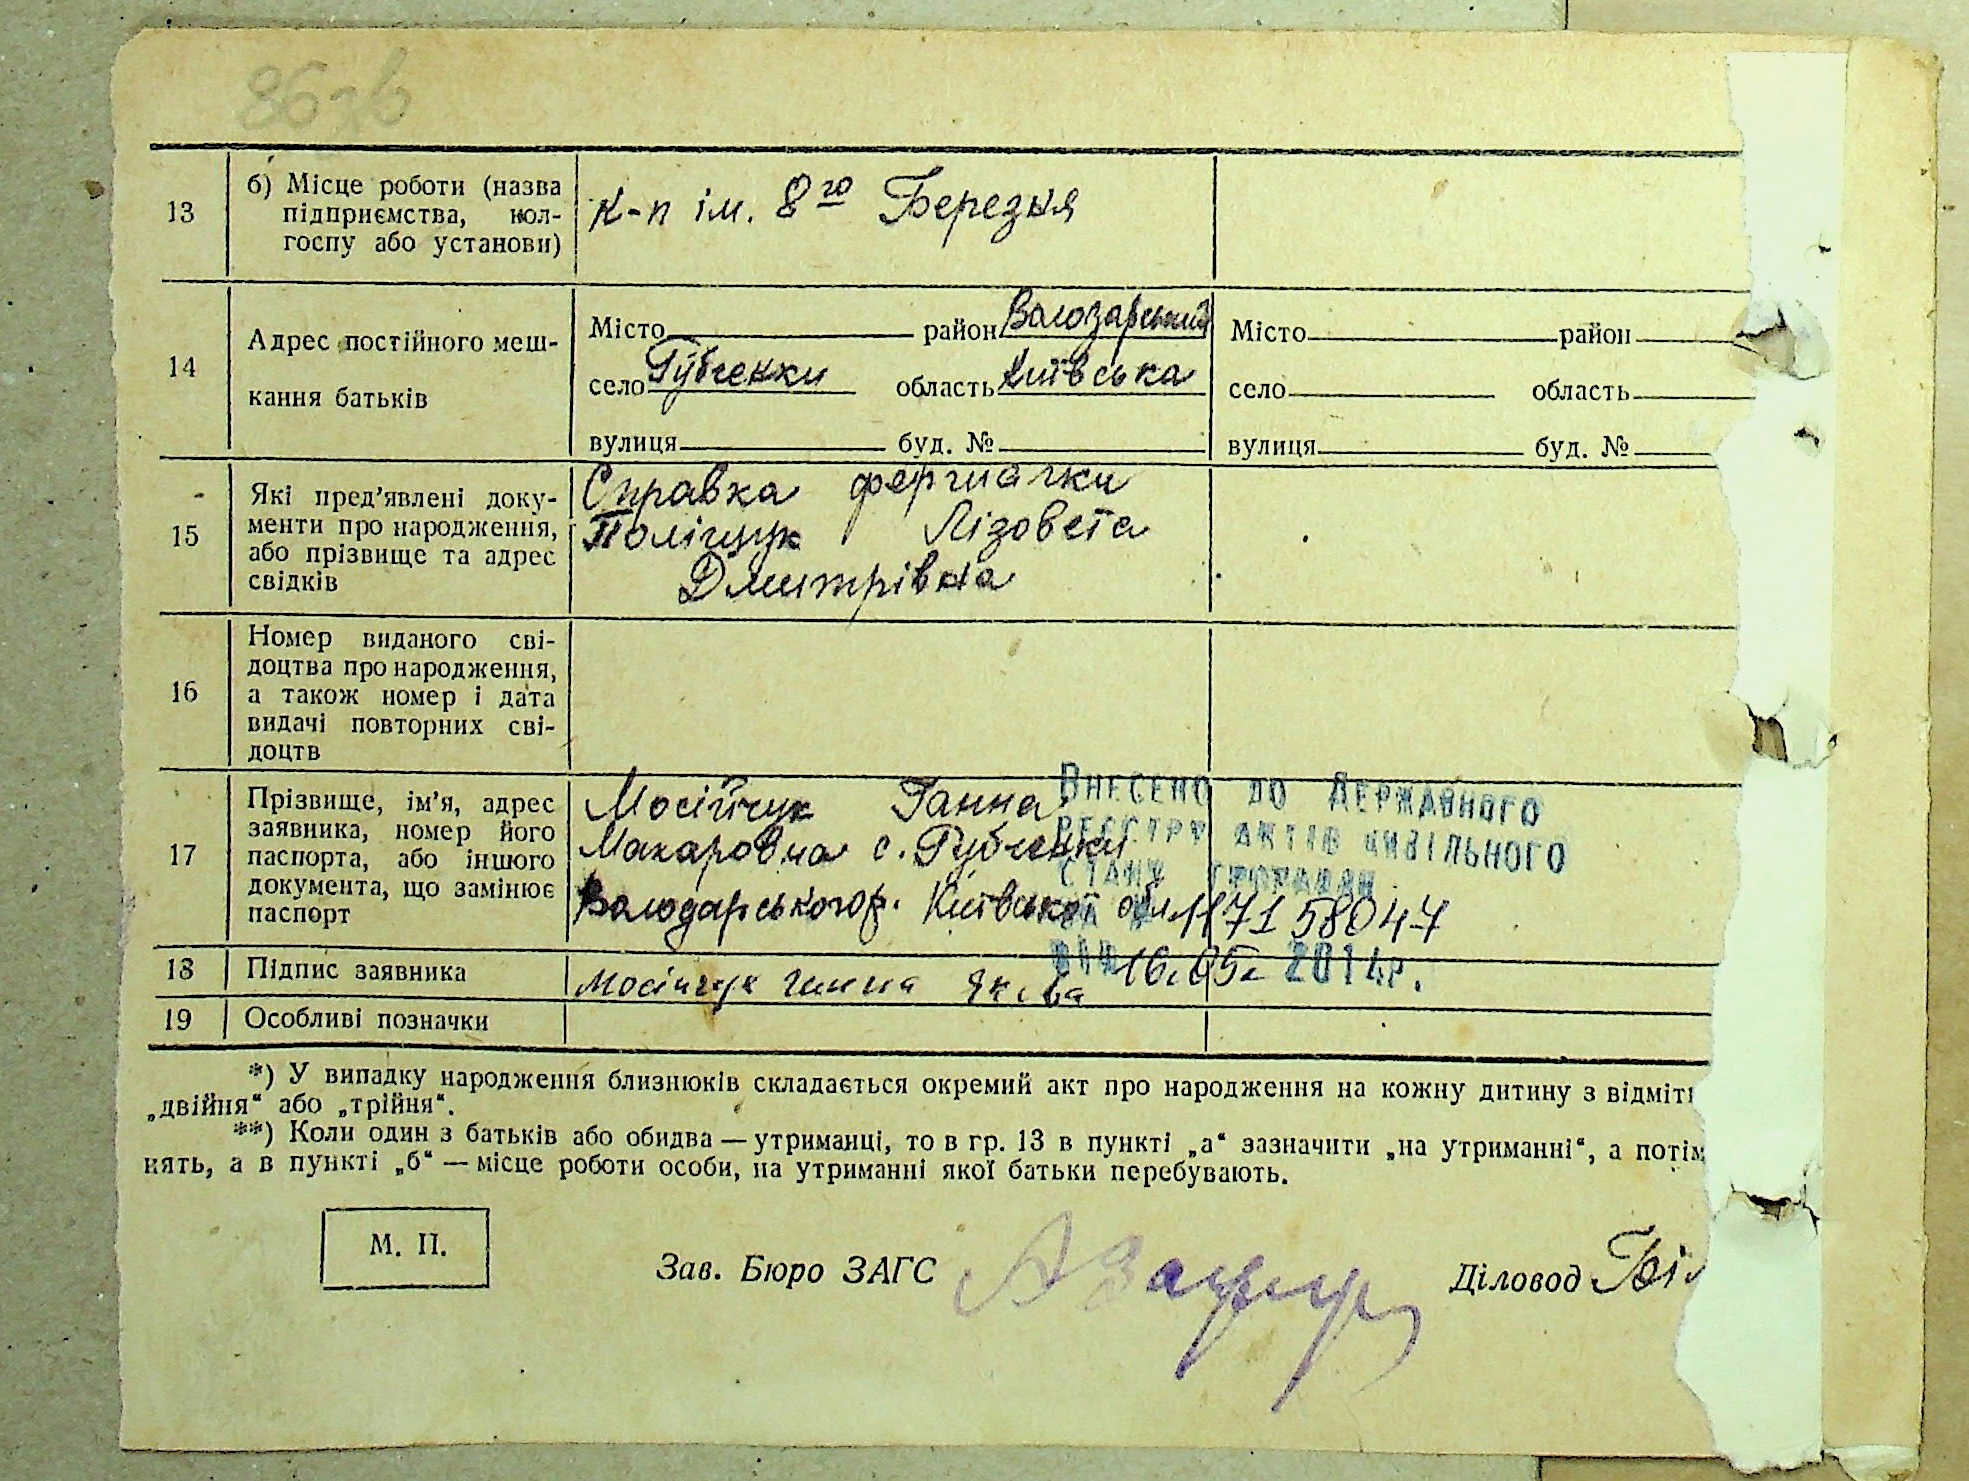 13
б) Місце роботи (назва
підприємства, кол-
госпу або установи)
к-п ім. 8го Березня
14
Адрес постійного меш-
кання батьків
Місто район Володарський
село Губченки область Київська
вулиця буд. №
Місто район
село область
вулиця буд. №
15
Які пред'явлені доку-
менти про народження,
або прізвище та адрес
свідків
Справка
Поліщук Лізовета
Дмитрівна
16
Номер виданого сві-
доцтва про народження,
а також номер і дата
видачі повторних сві-
доцтв
17
Прізвище, ім'я, адрес
заявника, номер його
паспорта, або іншого
документа, що замінює
паспорт
Мосійчук Ганна
Макаровна с. Губченки
Володарського р. Київської обл.
Внесено до Державного
реєстру актів цивільного
стану громадян
від 16.05. 2014р.
18
Підпис заявника
Мосійчук Ганна
19
Особливі позначки
*) У випадку народження близнюків складається окремий акт про народження на кожну дитину з відміт
„двійня“ або „трійня“.
**) Коли один з батьків або обидва — утриманці, то в гр. 13 в пункті „а“ зазначити „на утриманні“, а потім
нять, а в пункті „б“ — місце роботи особи, на утриманні якої батьки перебувають.
М. П.
Зав. Бюро ЗАГС
Діловод